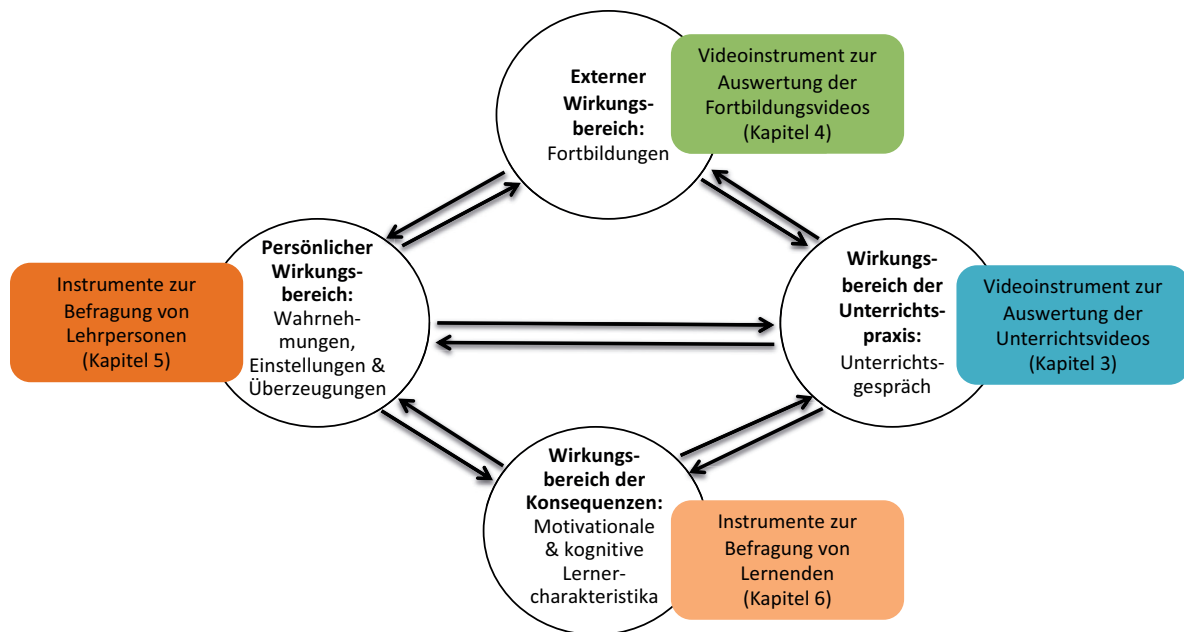 Externer
Wirkungs-
bereich:
Fortbildungen
Videoinstrument zur
Auswertung der
Fortbildungsvideos
(Kapitel 4)
Instrumente zur
Befragung von
Lehrpersonen
(Kapitel 5)
Persönlicher
Wirkungs-
bereich:
Wahrneh-
mungen,
Einstellungen &
Überzeugungen
Wirkungs-
bereich der
Unterrichts-
praxis:
Unterrichts-
gespräch
Videoinstrument zur
Auswertung der
Unterrichtsvideos
(Kapitel 3)
Wirkungs-
bereich der
Konsequenzen:
Motivationale
& kognitive
Lerner-
charakteristika
Instrumente zur
Befragung von
Lernenden
(Kapitel 6)